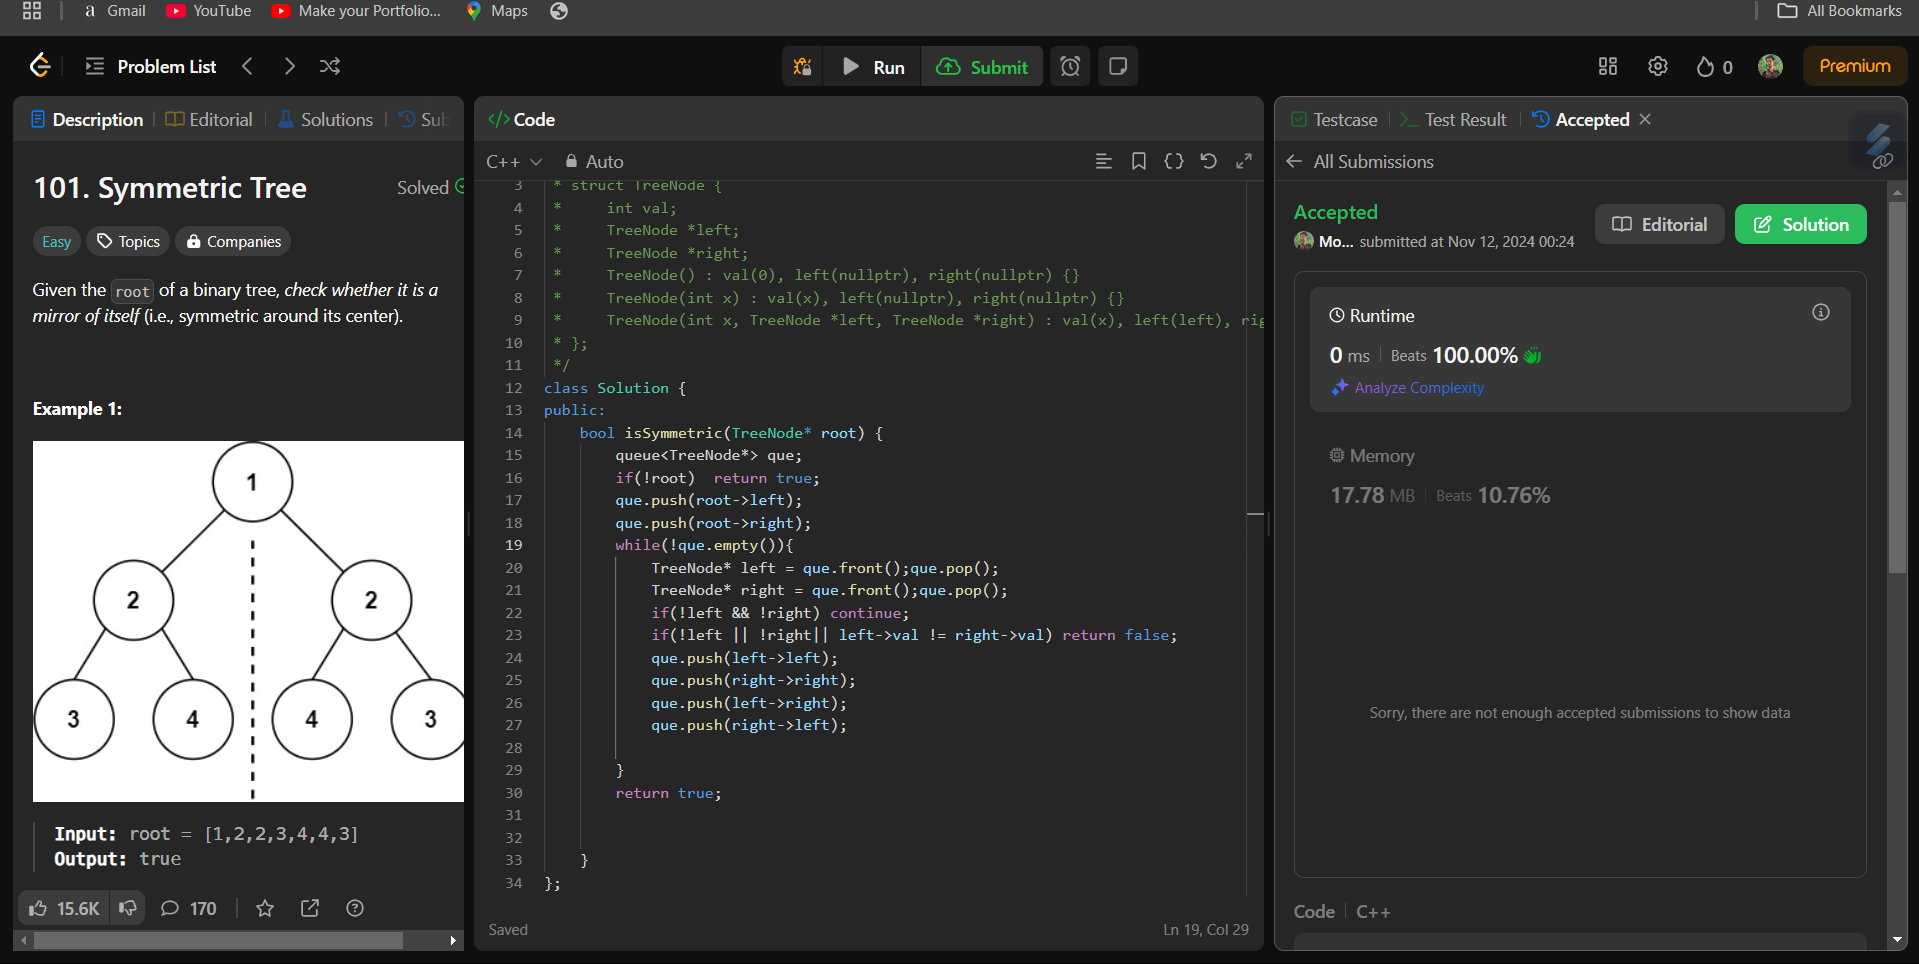 a Gmail YouTube Make your Portfolio... Maps All Bookmarks
Problem List Run Submit 0 Premium
Description Editorial Solutions Sub
101. Symmetric Tree Solved
Easy Topics Companies
Given the root of a binary tree, check whether it is a
mirror of itself (i.e., symmetric around its center).
Example 1:
1
2 2
3 4 4 3
Input: root = [1,2,2,3,4,4,3]
Output: true
15.6K 170
</> Code
C++ Auto
3 * struct TreeNode {
4 *     int val;
5 *     TreeNode *left;
6 *     TreeNode *right;
7 *     TreeNode() : val(0), left(nullptr), right(nullptr) {}
8 *     TreeNode(int x) : val(x), left(nullptr), right(nullptr) {}
9 *     TreeNode(int x, TreeNode *left, TreeNode *right) : val(x), left(left), rig
10 * };
11 */
12 class Solution {
13 public:
14     bool isSymmetric(TreeNode* root) {
15         queue<TreeNode*> que;
16         if(!root)  return true;
17         que.push(root->left);
18         que.push(root->right);
19         while(!que.empty()){
20             TreeNode* left = que.front();que.pop();
21             TreeNode* right = que.front();que.pop();
22             if(!left && !right) continue;
23             if(!left || !right|| left->val != right->val) return false;
24             que.push(left->left);
25             que.push(right->right);
26             que.push(left->right);
27             que.push(right->left);
28
29         }
30         return true;
31
32
33     }
34 };
Saved Ln 19, Col 29
Testcase Test Result Accepted
All Submissions
Accepted
Mo... submitted at Nov 12, 2024 00:24
Editorial Solution
Runtime
0 ms Beats 100.00%
Analyze Complexity
Memory
17.78 MB Beats 10.76%
Sorry, there are not enough accepted submissions to show data
Code C++